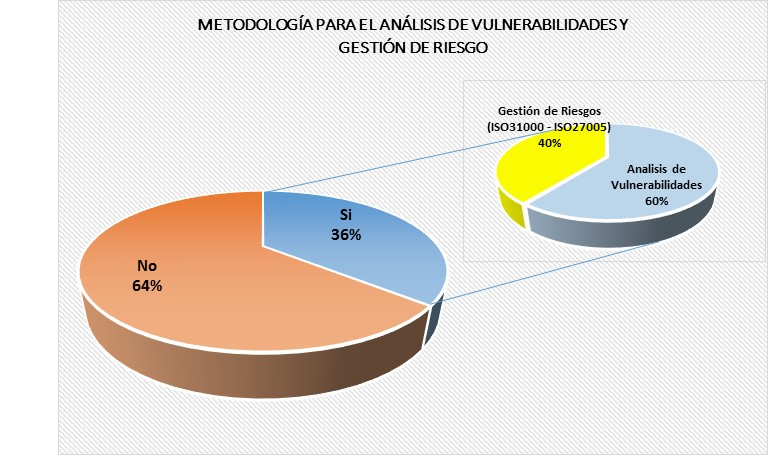 METODOLOGÍA PARA EL ANÁLISIS DE VULNERABILIDADES Y
GESTIÓN DE RIESGO
Gestión de Riesgos
(ISO31000 - ISO27005)
40%
Analisis de
Vulnerabilidades
60%
Si
36%
No
64%